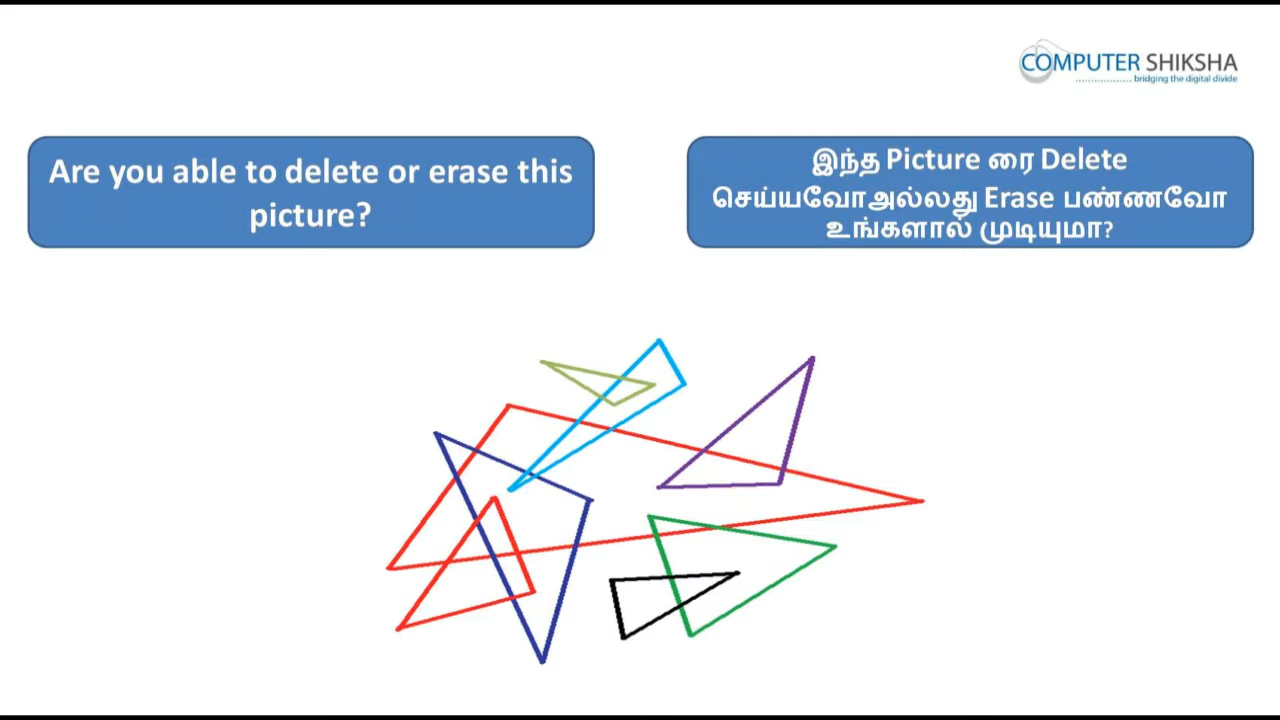 COMPUTER SHIKSHA
bridging the digital divide
Are you able to delete or erase this
picture?
இந்த Picture ரை Delete
செய்யவோஅல்லது Erase பண்ணவோ
உங்களால் முடியுமா?